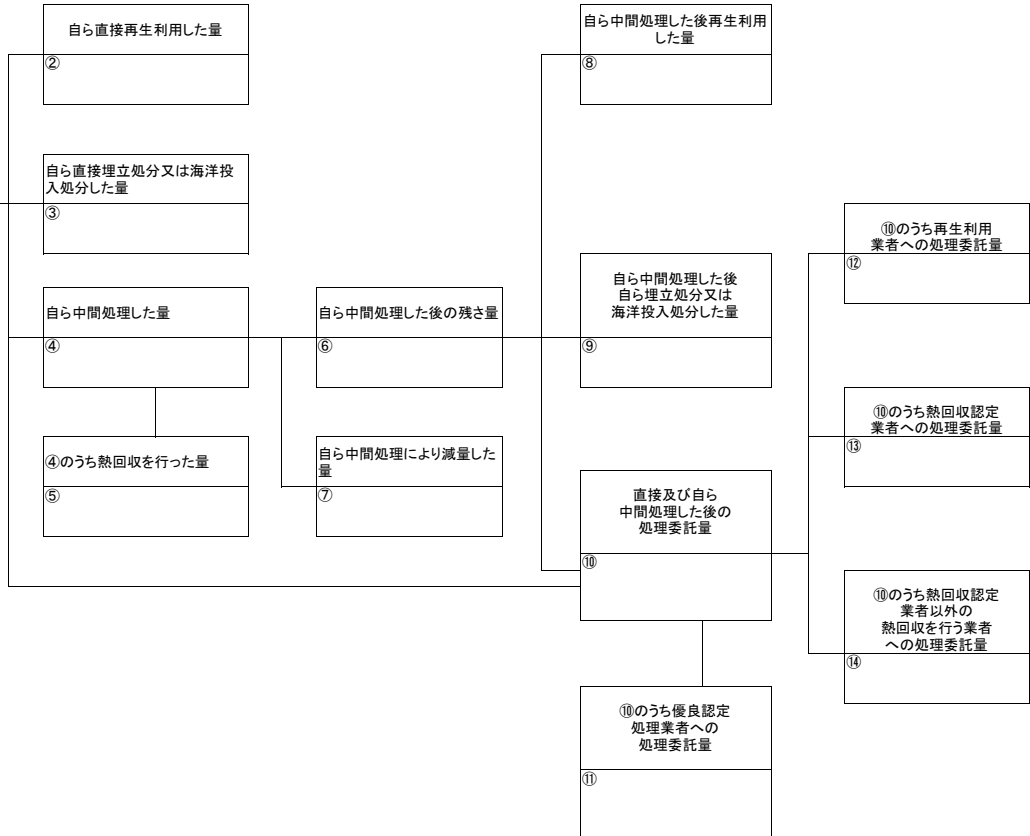 自ら直接再生利用した量
②
自ら直接埋立処分又は海洋投
入処分した量
③
自ら中間処理した量
④
④のうち熱回収を行った量
⑤
自ら中間処理した後の残さ量
⑥
自ら中間処理により減量した
量
⑦
自ら中間処理した後再生利用
した量
⑧
自ら中間処理した後
自ら埋立処分又は
海洋投入処分した量
⑨
直接及び自ら
中間処理した後の
処理委託量
⑩
⑩のうち優良認定
処理業者への
処理委託量
⑪
⑩のうち再生利用
業者への処理委託量
⑫
⑩のうち熱回収認定
業者への処理委託量
⑬
⑩のうち熱回収認定
業者以外の
熱回収を行う業者
への処理委託量
⑭